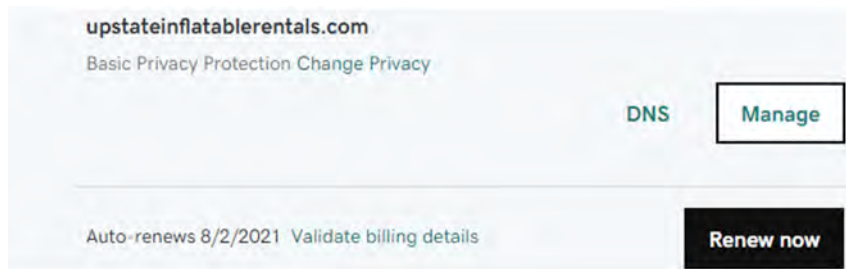 upstateinflatablerentals.com
Basic Privacy Protection Change Privacy
DNS Manage
Auto-renews 8/2/2021 Validate billing details
Renew now